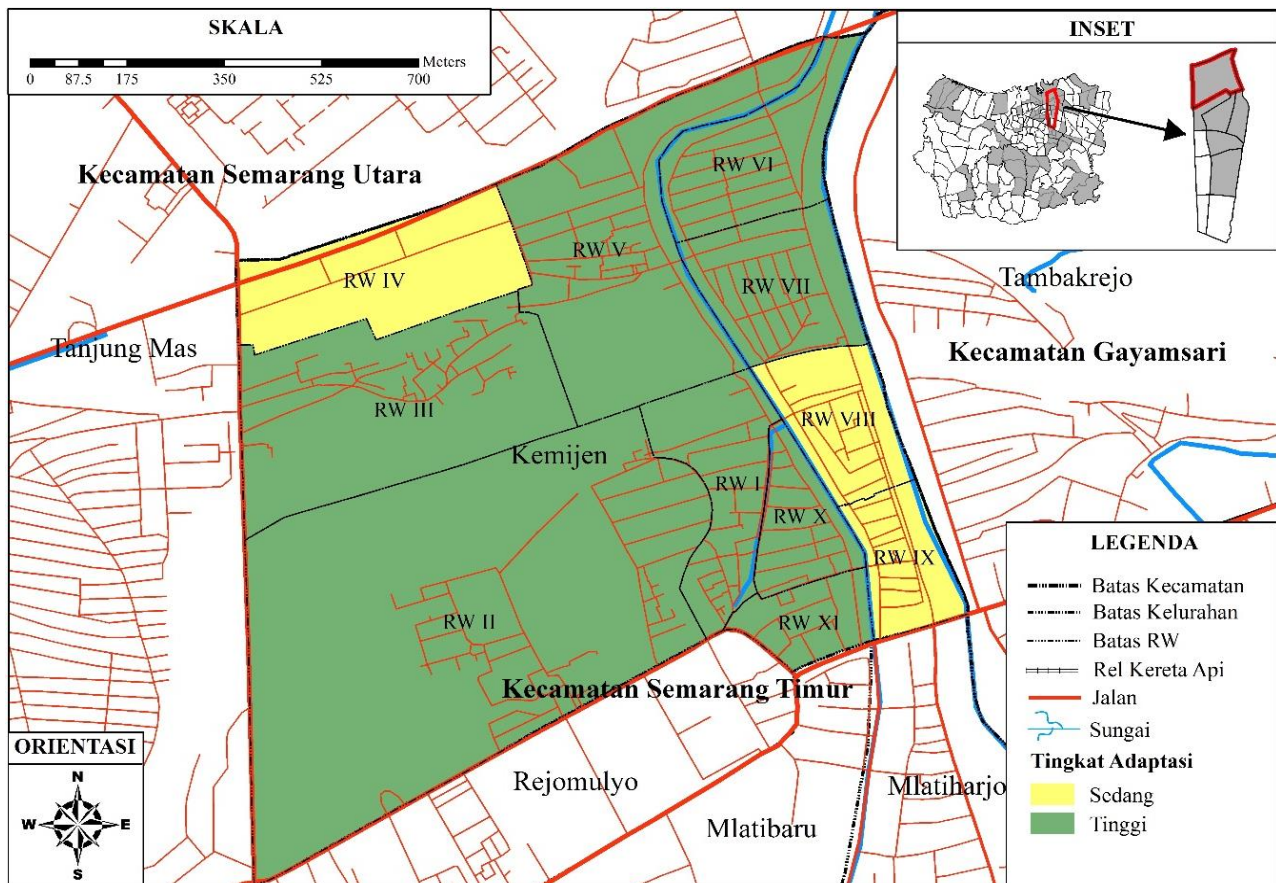 SKALA
0 87.5 175 350 525 700 Meters
INSET
Kecamatan Semarang Utara
RW VI
RW V
RW IV
RW VII
Tambakrejo
Tanjung Mas
Kecamatan Gayamsari
RW III
RW VIII
Kemijen
RW I
RW X
RW IX
RW II
RW XI
Kecamatan Semarang Timur
Rejomulyo
Mlatiharjo
Mlatibaru
ORIENTASI
N
W E
S
LEGENDA
Batas Kecamatan
Batas Kelurahan
Batas RW
Rel Kereta Api
Jalan
Sungai
Tingkat Adaptasi
Sedang
Tinggi